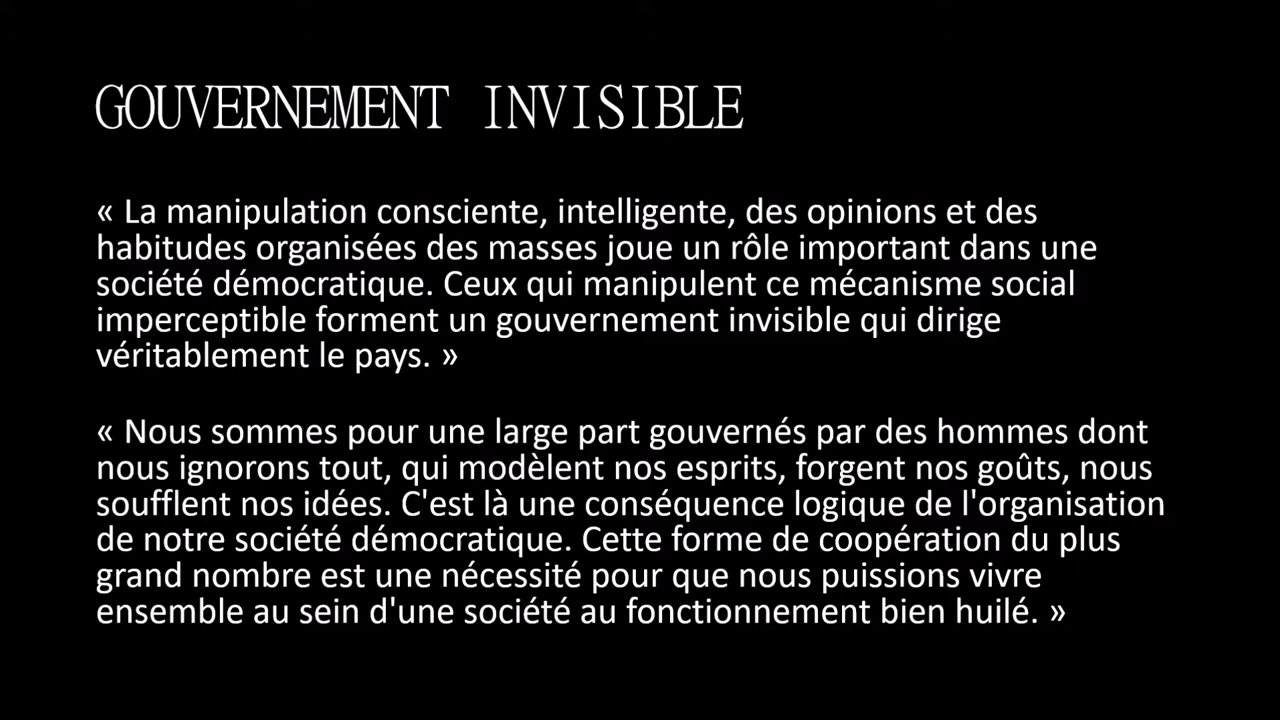 GOUVERNEMENT INVISIBLE
« La manipulation consciente, intelligente, des opinions et des
habitudes organisées des masses joue un rôle important dans une
société démocratique. Ceux qui manipulent ce mécanisme social
imperceptible forment un gouvernement invisible qui dirige
véritablement le pays. »
« Nous sommes pour une large part gouvernés par des hommes dont
nous ignorons tout, qui modèlent nos esprits, forgent nos goûts, nous
soufflent nos idées. C'est là une conséquence logique de l'organisation
de notre société démocratique. Cette forme de coopération du plus
grand nombre est une nécessité pour que nous puissions vivre
ensemble au sein d'une société au fonctionnement bien huilé. »